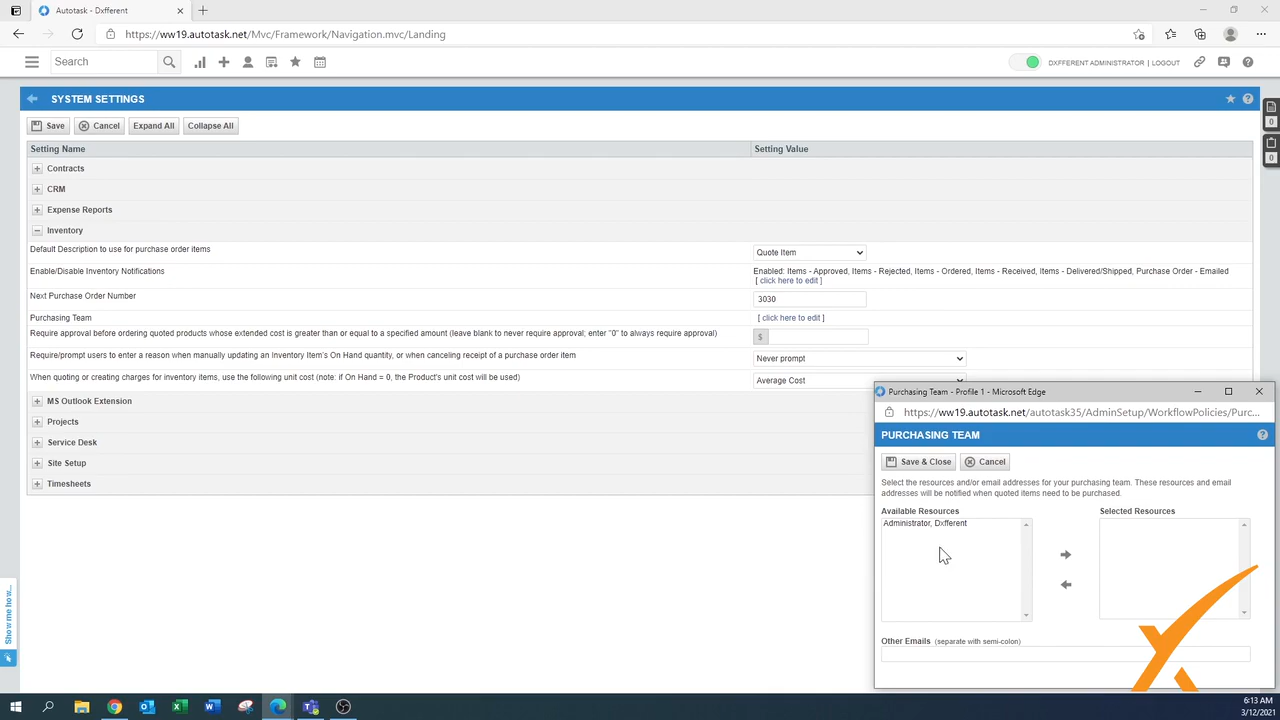 Autotask - Dxfferent
https://ww19.autotask.net/Mvc/Framework/Navigation.mvc/Landing
Search
DXFFERENT ADMINISTRATOR | LOGOUT
SYSTEM SETTINGS
Save Cancel Expand All Collapse All
Setting Name Setting Value
Contracts
CRM
Expense Reports
Inventory
Default Description to use for purchase order items Quote Item
Enable/Disable Inventory Notifications Enabled: Items - Approved, Items - Rejected, Items - Ordered, Items - Received, Items - Delivered/Shipped, Purchase Order - Emailed
[ click here to edit ]
Next Purchase Order Number 3030
Purchasing Team [ click here to edit ]
Require approval before ordering quoted products whose extended cost is greater than or equal to a specified amount (leave blank to never require approval; enter "0" to always require approval) $
Require/prompt users to enter a reason when manually updating an Inventory Item's On Hand quantity, or when canceling receipt of a purchase order item Never prompt
When quoting or creating charges for inventory items, use the following unit cost (note: if On Hand = 0, the Product's unit cost will be used) Average Cost
MS Outlook Extension
Projects
Service Desk
Site Setup
Timesheets
0
0
Show me how...
Purchasing Team - Profile 1 - Microsoft Edge
https://ww19.autotask.net/autotask35/AdminSetup/WorkflowPolicies/Purc...
PURCHASING TEAM
Save & Close Cancel
Select the resources and/or email addresses for your purchasing team. These resources and email
addresses will be notified when quoted items need to be purchased.
Available Resources Selected Resources
Administrator, Dxfferent
Other Emails (separate with semi-colon)
6:13 AM
3/12/2021